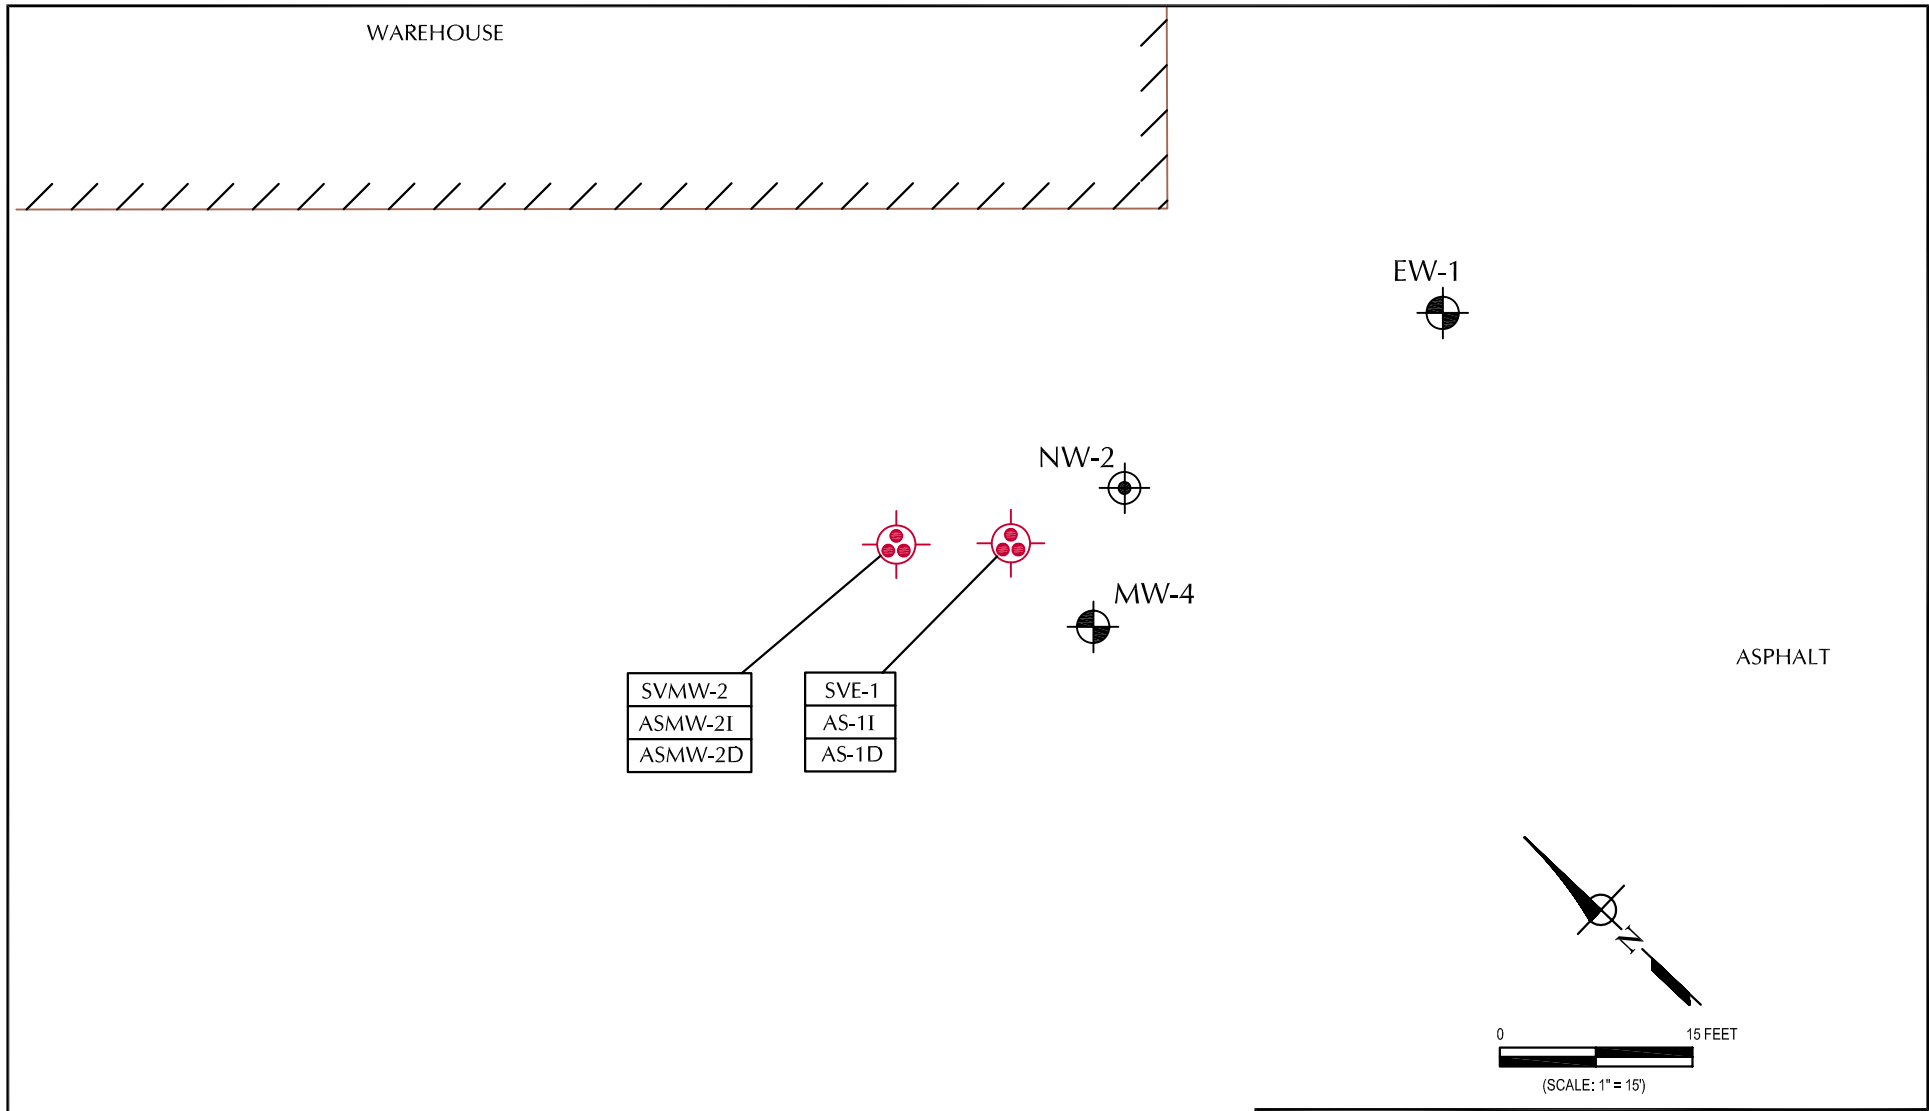 WAREHOUSE
EW-1
NW-2
MW-4
ASPHALT
SVMW-2
ASMW-2I
ASMW-2D
SVE-1
AS-1I
AS-1D
N
0 15 FEET
(SCALE: 1" = 15')